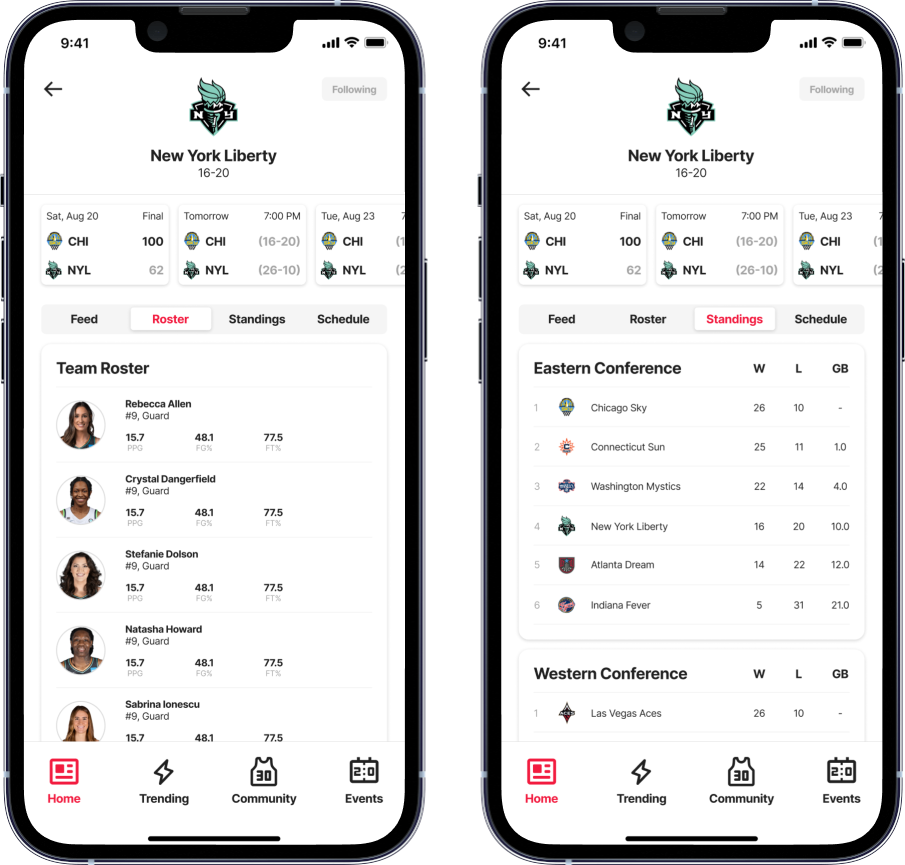 9:41
Following
N Y
New York Liberty
16-20
Sat, Aug 20 Final
CHI 100
NYL 62
Tomorrow 7:00 PM
CHI (16-20)
NYL (26-10)
Tue, Aug 23 7
CHI (1
NYL (2
Feed Roster Standings Schedule
Team Roster
Rebecca Allen
#9, Guard
15.7 48.1 77.5
PPG FG% FT%
Crystal Dangerfield
#9, Guard
15.7 48.1 77.5
PPG FG% FT%
Stefanie Dolson
#9, Guard
15.7 48.1 77.5
PPG FG% FT%
Natasha Howard
#9, Guard
15.7 48.1 77.5
PPG FG% FT%
Sabrina Ionescu
#9, Guard
15.7 48.1 77.5
30 2:0
Home Trending Community Events
9:41
Following
N Y
New York Liberty
16-20
Sat, Aug 20 Final
CHI 100
NYL 62
Tomorrow 7:00 PM
CHI (16-20)
NYL (26-10)
Tue, Aug 23 7
CHI (1
NYL (2
Feed Roster Standings Schedule
Eastern Conference W L GB
1 Chicago Sky 26 10 -
2 Connecticut Sun 25 11 1.0
3 Washington Mystics 22 14 4.0
4 New York Liberty 16 20 10.0
5 Atlanta Dream 14 22 12.0
6 Indiana Fever 5 31 21.0
Western Conference W L GB
1 ACES Las Vegas Aces 26 10 -
30 2:0
Home Trending Community Events